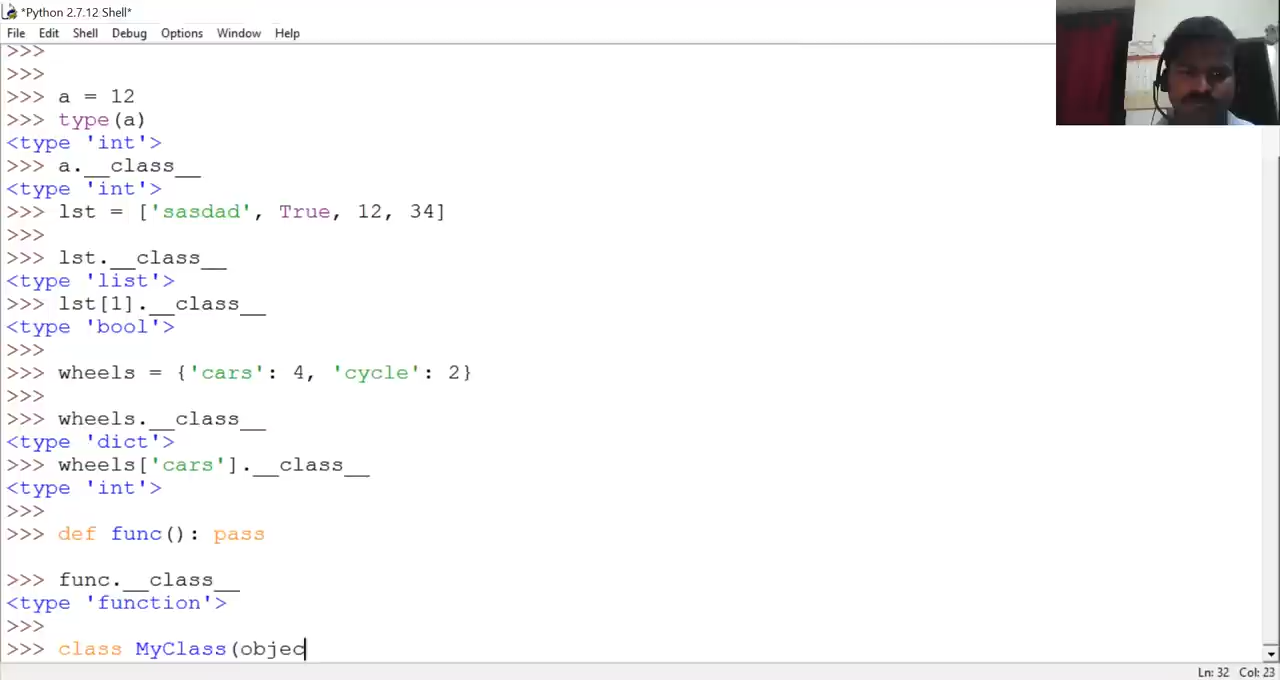 *Python 2.7.12 Shell*
File Edit Shell Debug Options Window Help
>>>
>>>
>>> a = 12
>>> type(a)
<type 'int'>
>>> a.__class__
<type 'int'>
>>> lst = ['sasdad', True, 12, 34]
>>>
>>> lst.__class__
<type 'list'>
>>> lst[1].__class__
<type 'bool'>
>>>
>>> wheels = {'cars': 4, 'cycle': 2}
>>>
>>> wheels.__class__
<type 'dict'>
>>> wheels['cars'].__class__
<type 'int'>
>>>
>>> def func(): pass
>>> func.__class__
<type 'function'>
>>>
>>> class MyClass(objec
Ln: 32 Col: 23